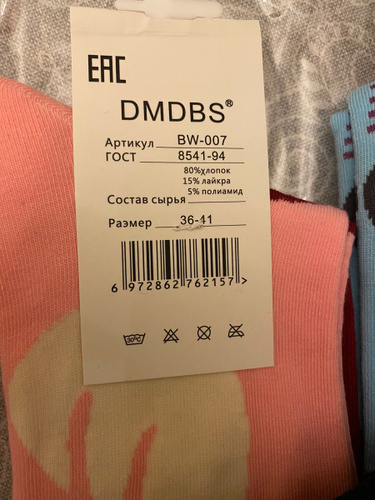 EAC
DMDBS®
Артикул BW-007
ГОСТ 8541-94
80%хлопок
15% лайкра
5% полиамид
Состав сырья
Размер 36-41
6 972862 762157 >
30°C